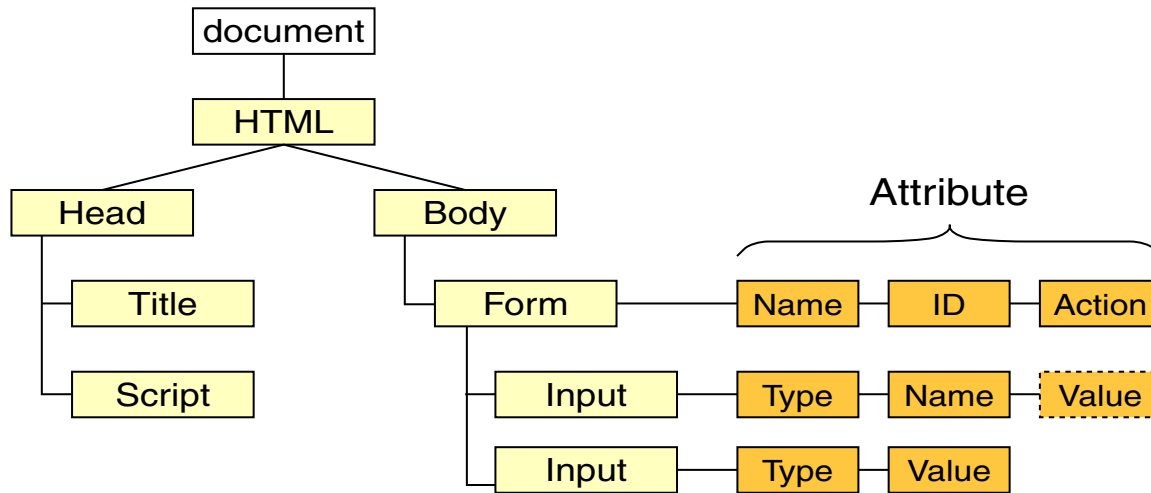 document
HTML
Head
Body
Attribute
Title
Form
Name
ID
Action
Script
Input
Type
Name
Value
Input
Type
Value